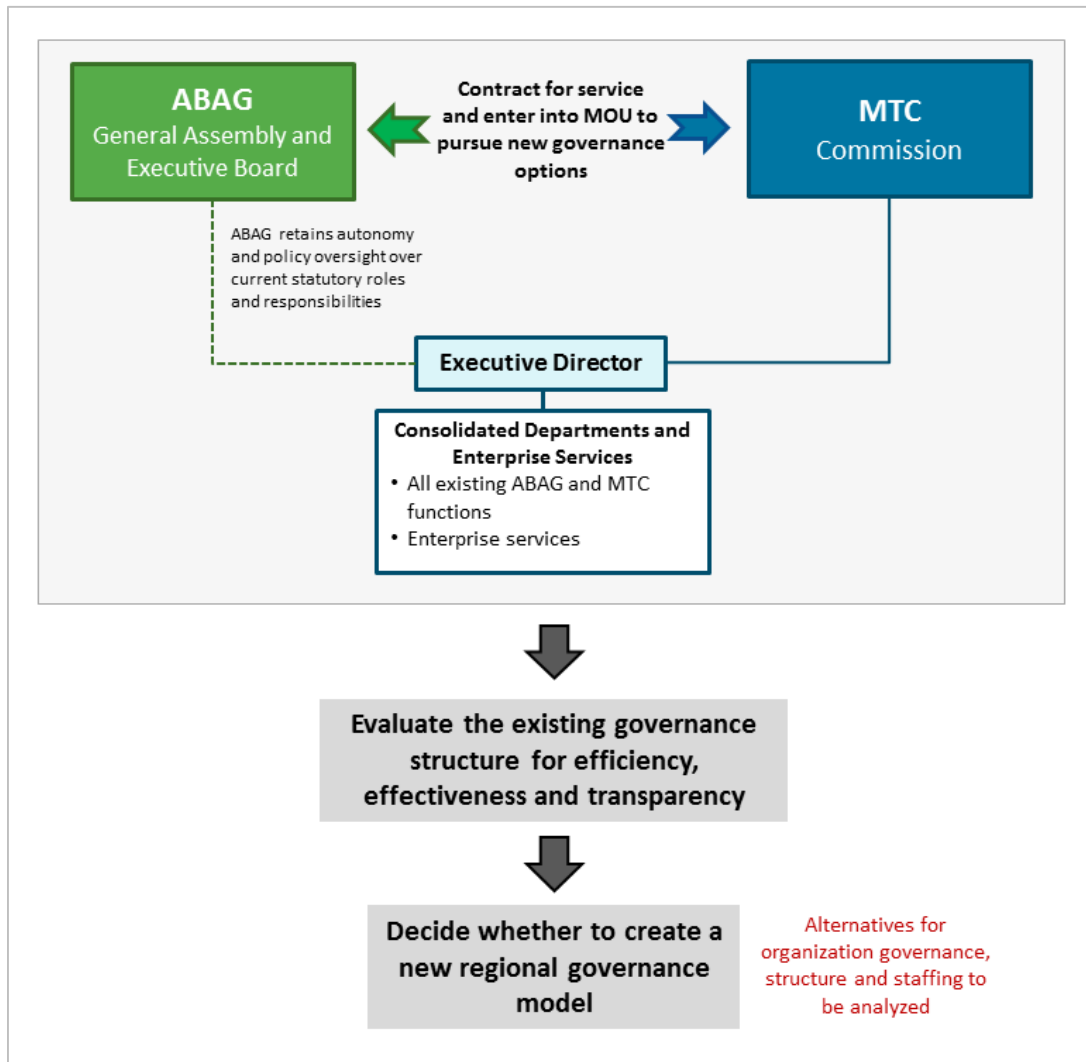 ABAG
General Assembly and
Executive Board
Contract for service
and enter into MOU to
pursue new governance
options
MTC
Commission
ABAG retains autonomy
and policy oversight over
current statutory roles
and responsibilities
Executive Director
Consolidated Departments and
Enterprise Services
• All existing ABAG and MTC
functions
• Enterprise services
Evaluate the existing governance
structure for efficiency,
effectiveness and transparency
Decide whether to create a
new regional governance
model
Alternatives for
organization governance,
structure and staffing to
be analyzed